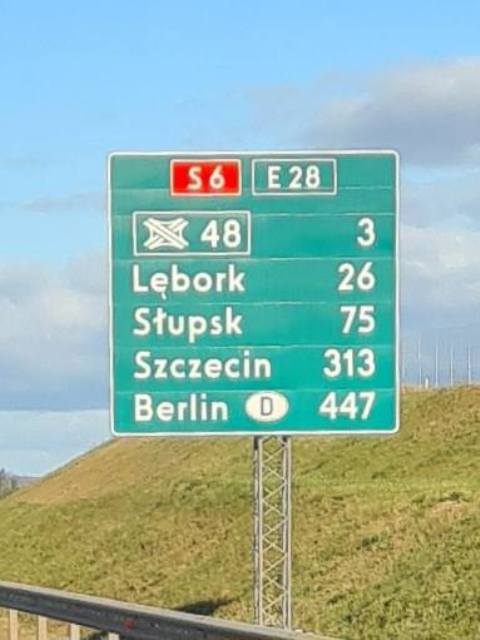 S6 E28
48 3
Lębork 26
Słupsk 75
Szczecin 313
Berlin D 447